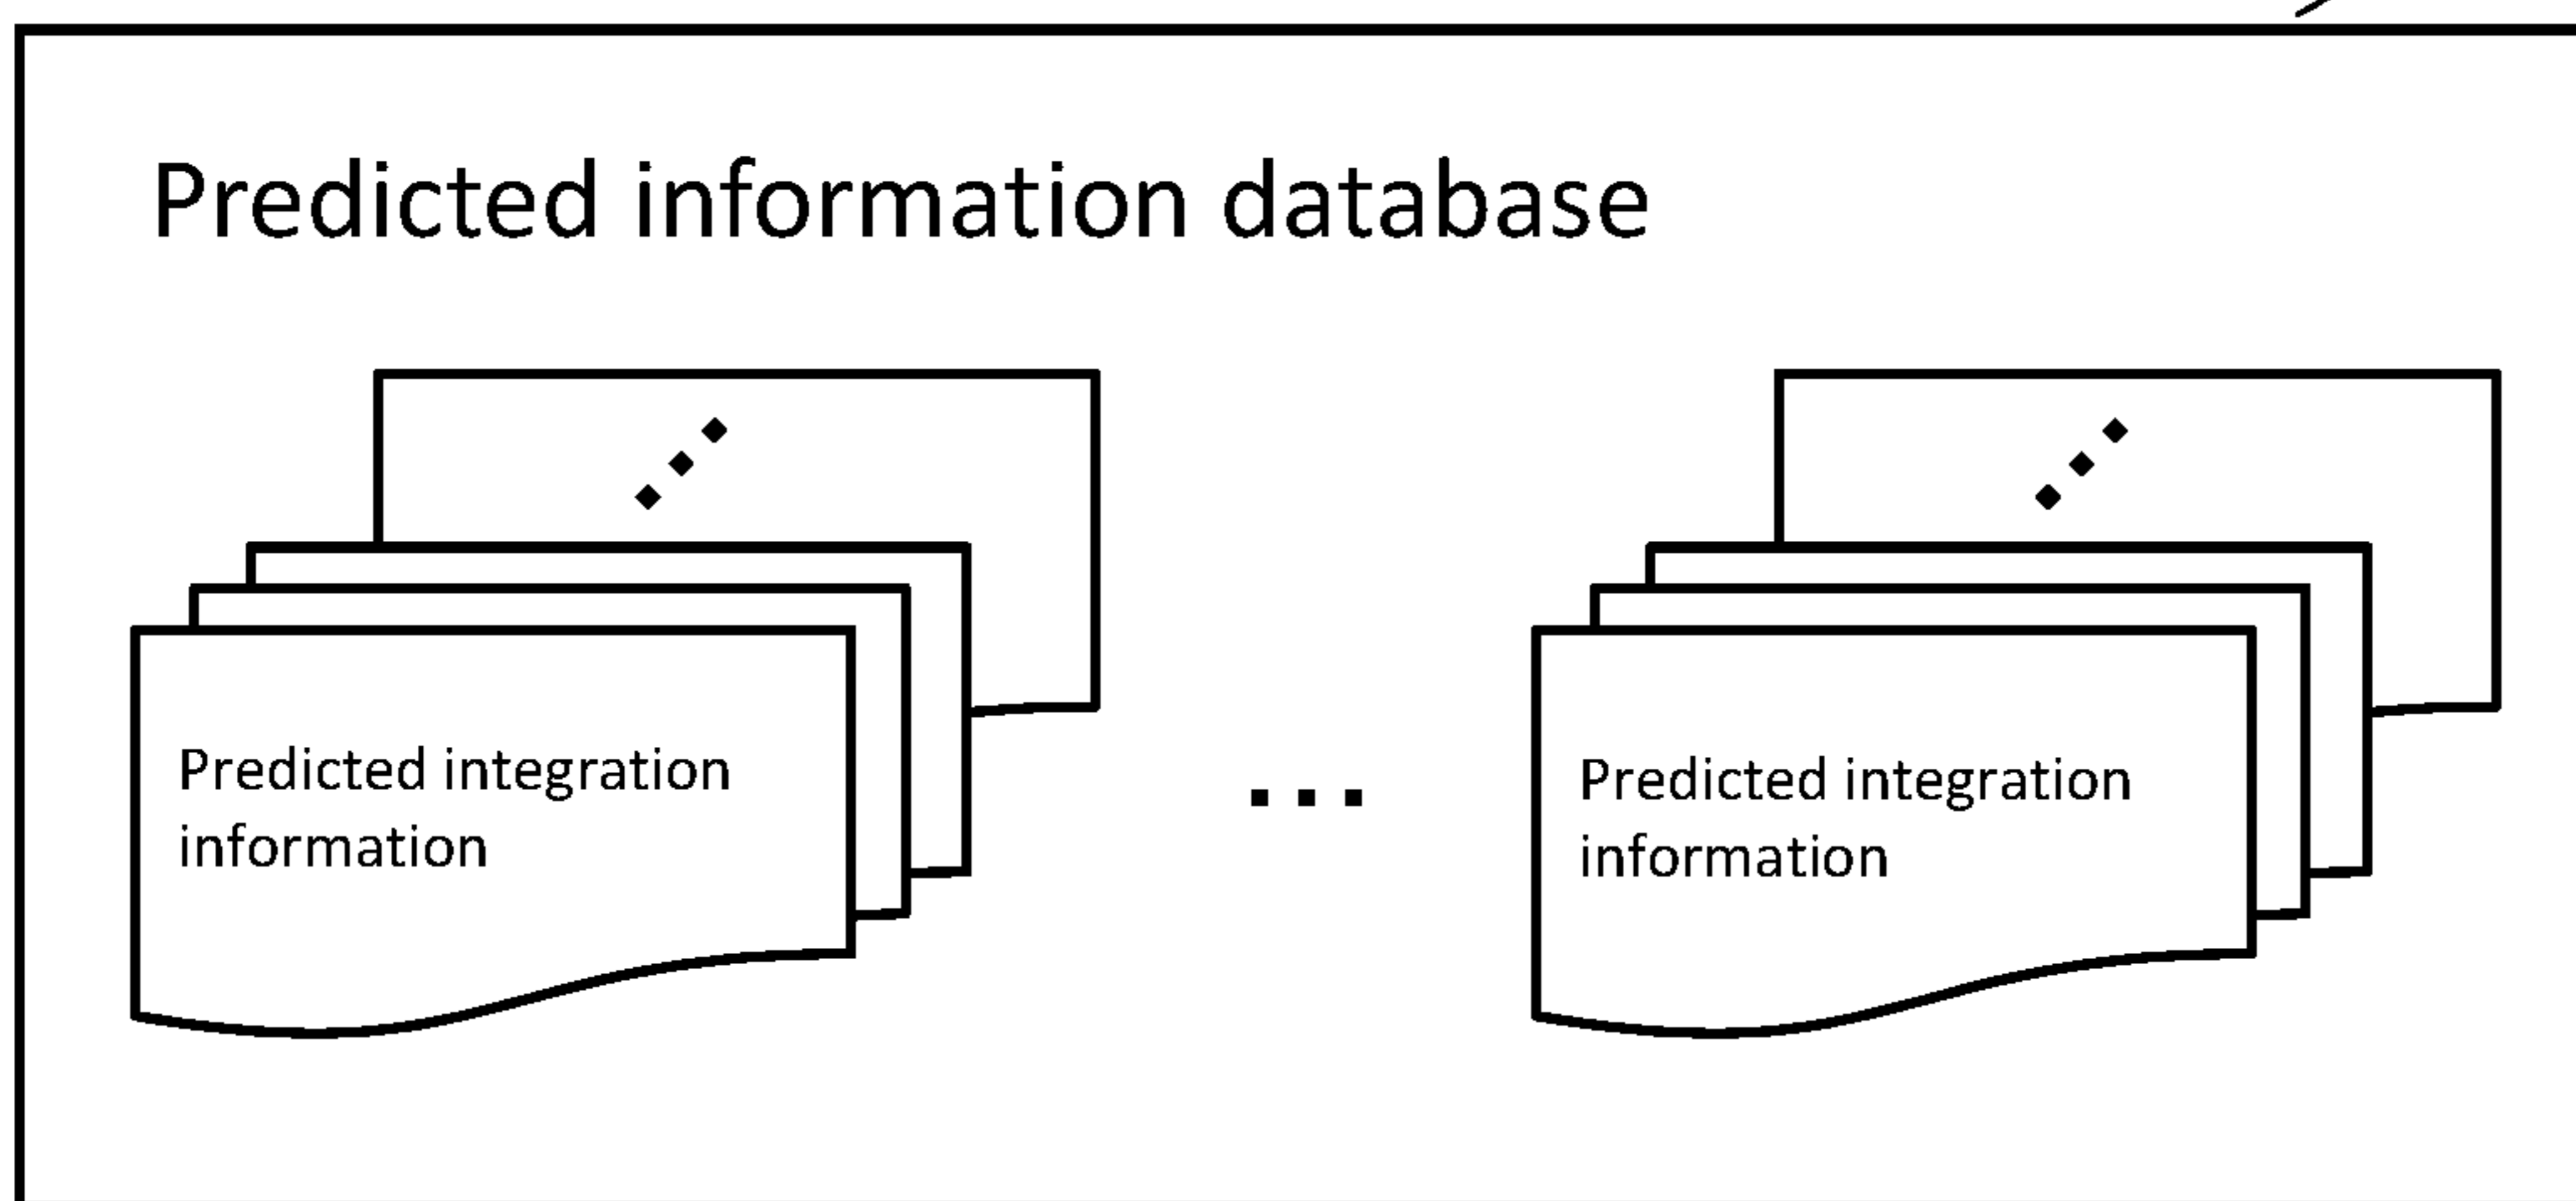 Predicted information database
Predicted integration
information
...
Predicted integration
information